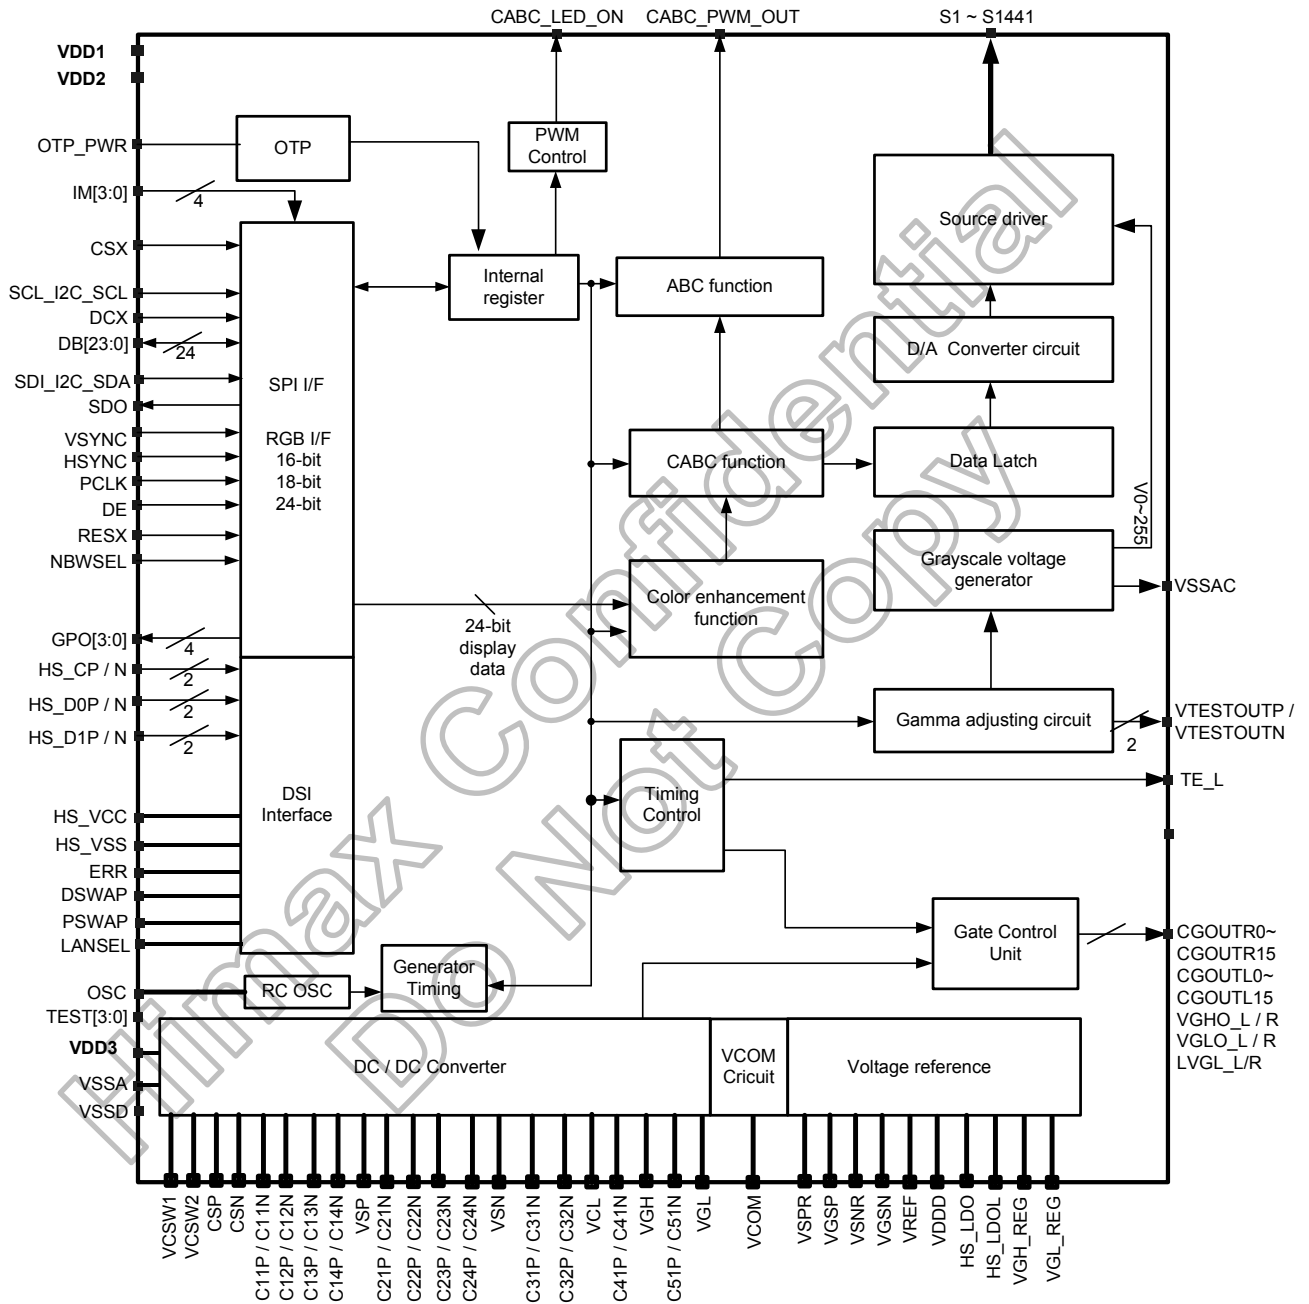 CABC_LED_ON
CABC_PWM_OUT
S1 ~ S1441
VDD1
VDD2
OTP_PWR
OTP
PWM
Control
IM[3:0]
4
Source driver
CSX
Internal
register
ABC function
SCL_I2C_SCL
DCX
DB[23:0]
24
D/A Converter circuit
SDI_I2C_SDA
SPI I/F
SDO
VSYNC
RGB I/F
HSYNC
16-bit
CABC function
Data Latch
PCLK
18-bit
DE
24-bit
V0~255
RESX
NBWSEL
Grayscale voltage
generator
VSSAC
Color enhancement
function
24-bit
display
data
GPO[3:0]
4
HS_CP / N
2
HS_D0P / N
2
HS_D1P / N
2
Gamma adjusting circuit
2
VTESTOUTP /
VTESTOUTN
TE_L
DSI
Interface
Timing
Control
HS_VCC
HS_VSS
ERR
DSWAP
PSWAP
LANSEL
Gate Control
Unit
CGOUTR0~
CGOUTR15
CGOUTL0~
CGOUTL15
VGHO_L / R
VGLO_L / R
LVGL_L/R
OSC
RC OSC
Generator
Timing
TEST[3:0]
VDD3
VSSA
VSSD
DC / DC Converter
VCOM
Cricuit
Voltage reference
VCSW1
VCSW2
CSP
CSN
C11P / C11N
C12P / C12N
C13P / C13N
C14P / C14N
VSP
C21P / C21N
C22P / C22N
C23P / C23N
C24P / C24N
VSN
C31P / C31N
C32P / C32N
VCL
C41P / C41N
VGH
C51P / C51N
VGL
VCOM
VSPR
VGSP
VSNR
VGSN
VREF
VDDD
HS_LDO
HS_LDOL
VGH_REG
VGL_REG
Himax Confidential
Do Not Copy